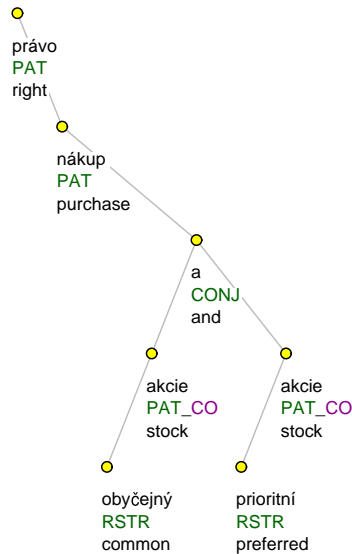 právo
PAT
right
nákup
PAT
purchase
a
CONJ
and
akcie
PAT_CO
stock
akcie
PAT_CO
stock
obyčejný
RSTR
common
prioritní
RSTR
preferred